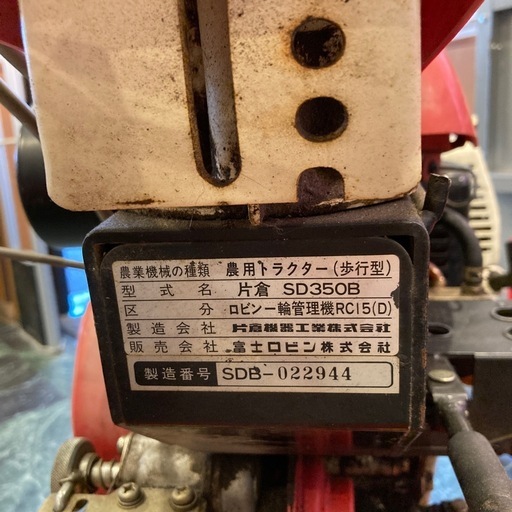 農業機械の種類 農用トラクター(歩行型)
型式名 片倉 SD350B
区分 ロビン一輪管理機RC15(D)
製造会社 片倉機器工業株式会社
販売会社 富士ロビン株式会社
製造番号 SDB-022944